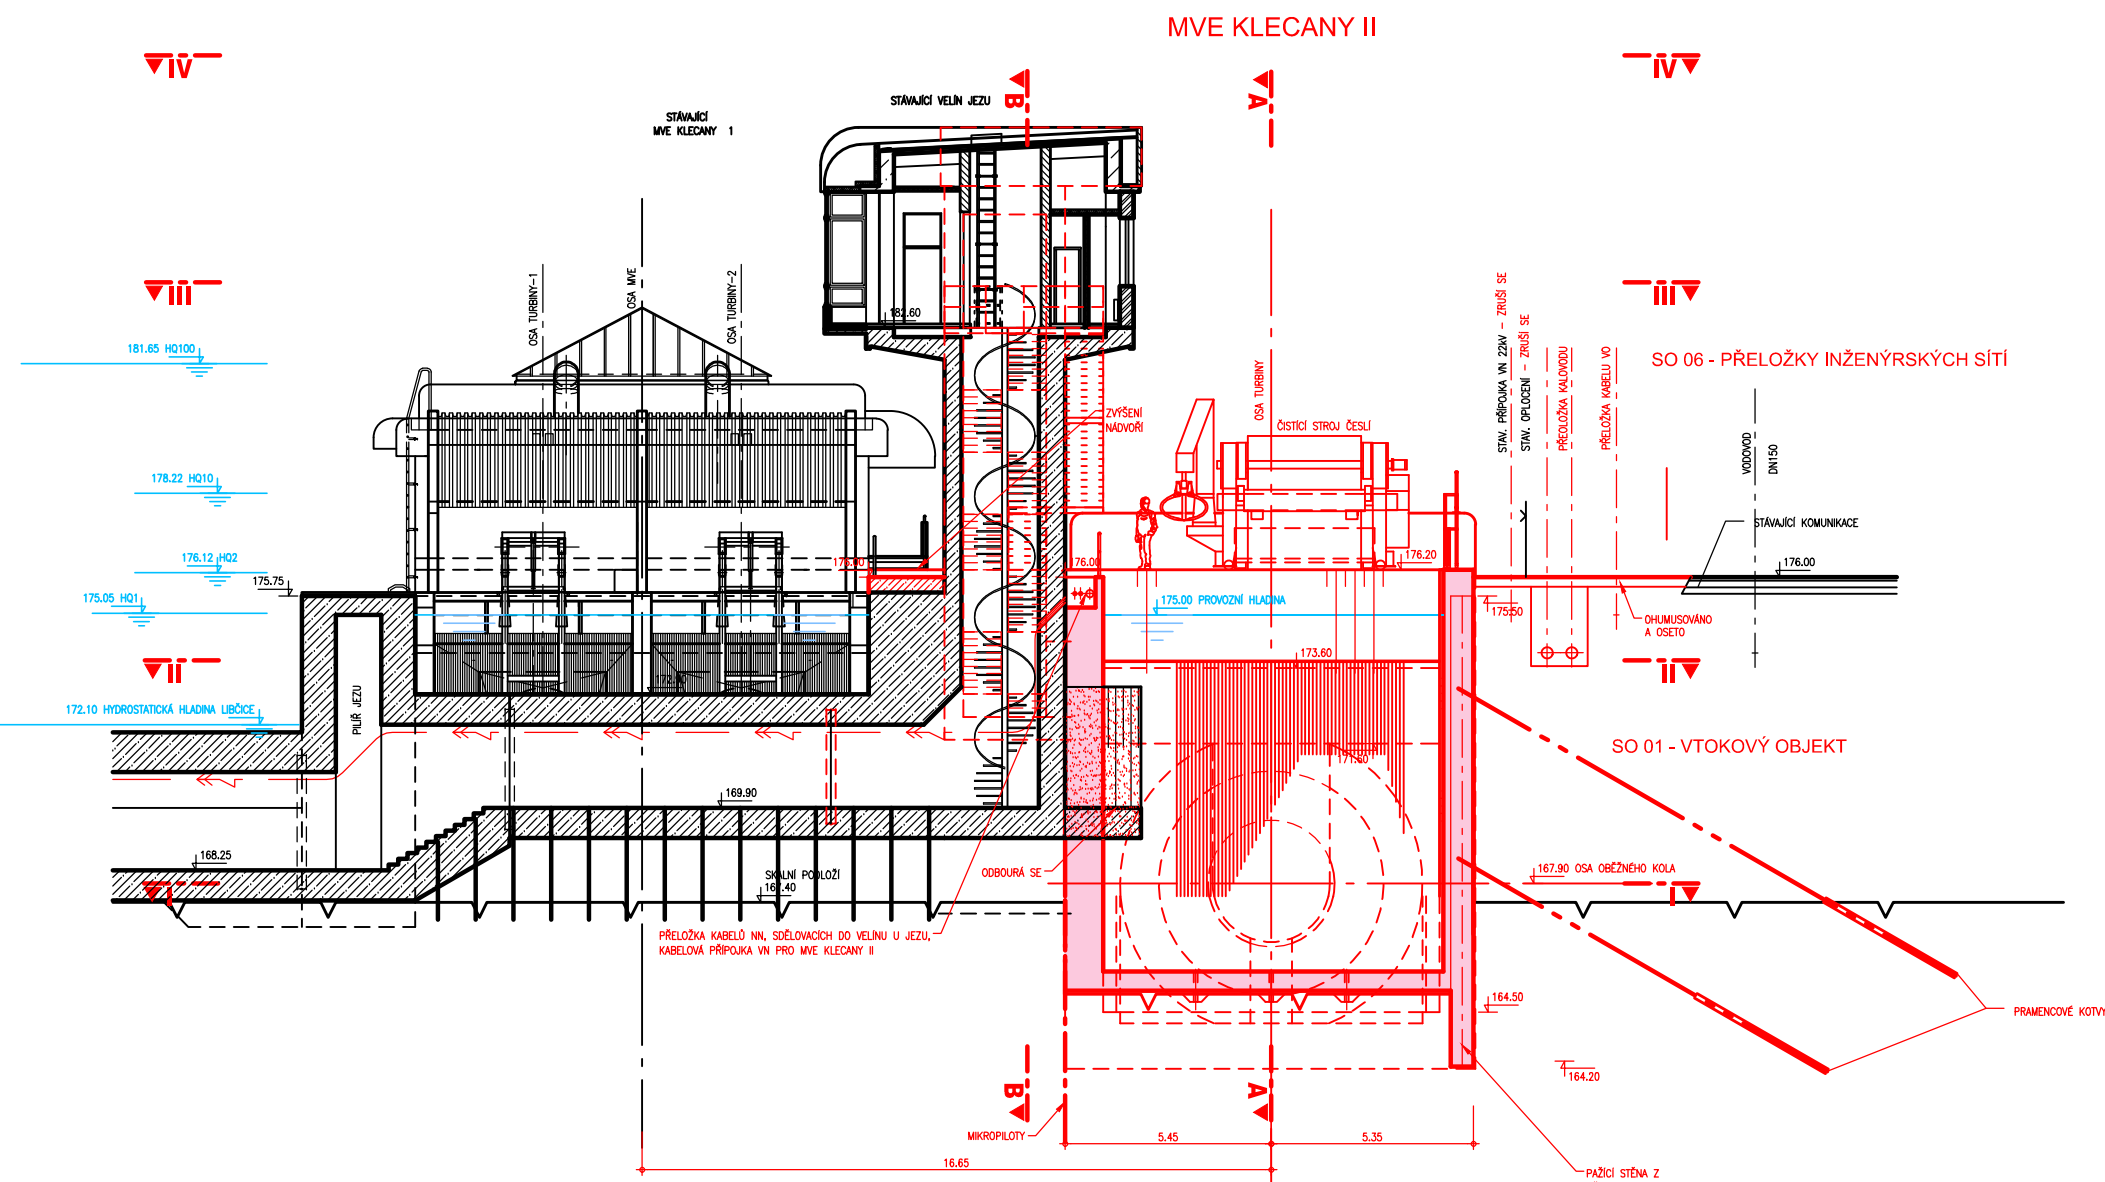 MVE KLECANY II
IV
IV
B
A
STÁVAJÍCÍ VELÍN JEZU
STÁVAJÍCÍ
MVE KLECANY 1
OSA TURBINY-1
OSA MVE
OSA TURBINY-2
III
III
182.60
181.65 HQ100
178.22 HQ10
176.12 HQ2
175.75
175.05 HQ1
II
II
172.10 HYDROSTATICKÁ HLADINA LIBČICE
PILÍŘ JEZU
ZVÝŠENÍ
NÁDVOŘÍ
OSA TURBINY
ČISTÍCÍ STROJ ČESLÍ
STAV. PŘÍPOJKA VN 22kV - ZRUŠÍ SE
STAV. OPLOCENÍ - ZRUŠÍ SE
PŘEOLOŽKA KALOVODU
PŘELOŽKA KABELU VO
SO 06 - PŘELOŽKY INŽENÝRSKÝCH SÍTÍ
VODOVOD
DN150
STÁVAJÍCÍ KOMUNIKACE
176.00
176.00
176.20
176.00
175.00 PROVOZNÍ HLADINA
175.50
OHUMUSOVÁNO
A OSETO
173.60
171.60
SO 01 - VTOKOVÝ OBJEKT
169.90
168.25
SKALNÍ PODLOŽÍ
167.40
ODBOURÁ SE
167.90 OSA OBĚŽNÉHO KOLA
I
I
PŘELOŽKA KABELŮ NN, SDĚLOVACÍCH DO VELÍNU U JEZU,
KABELOVÁ PŘÍPOJKA VN PRO MVE KLECANY II
164.50
PRAMENCOVÉ KOTVY
164.20
B
A
MIKROPILOTY
5.45
5.35
16.65
PAŽÍCÍ STĚNA Z